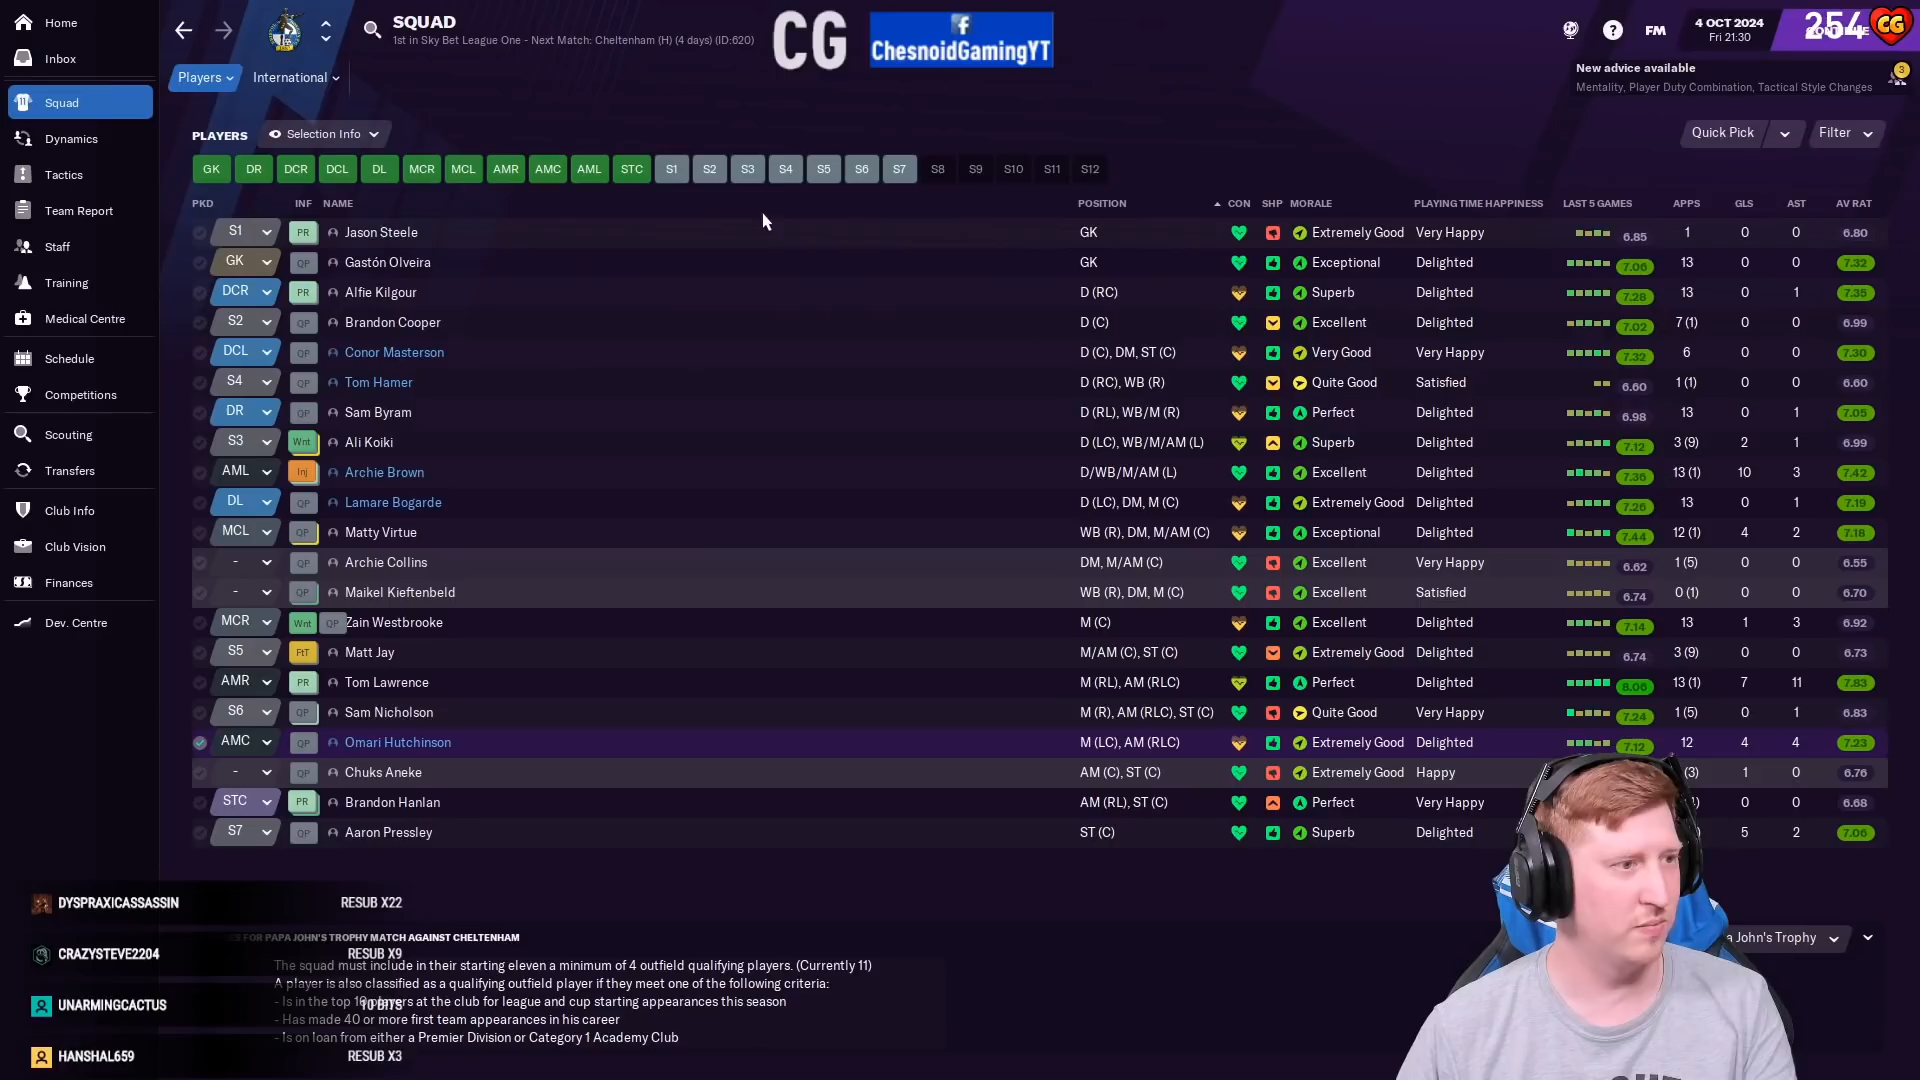 Home
Inbox
Squad
Dynamics
Tactics
Team Report
Staff
Training
Medical Centre
Schedule
Competitions
Scouting
Transfers
Club Info
Club Vision
Finances
Dev. Centre
SQUAD
1st in Sky Bet League One - Next Match: Cheltenham (H) (4 days) (ID:620)
CG
ChesnoidGamingYT
FM
4 OCT 2024
Fri 21:30
254
CG
New advice available
Mentality, Player Duty Combination, Tactical Style Changes
3
Players
International
PLAYERS
Selection Info
Quick Pick
Filter
GK DR DCR DCL DL MCR MCL AMR AMC AML STC S1 S2 S3 S4 S5 S6 S7 S8 S9 S10 S11 S12
PKD INF NAME POSITION CON SHP MORALE PLAYING TIME HAPPINESS LAST 5 GAMES APPS GLS AST AV RAT
S1 PR Jason Steele GK Extremely Good Very Happy 6.85 1 0 0 6.80
GK QP Gastón Olveira GK Exceptional Delighted 7.06 13 0 0 7.32
DCR PR Alfie Kilgour D (RC) Superb Delighted 7.28 13 0 1 7.35
S2 QP Brandon Cooper D (C) Excellent Delighted 7.02 7 (1) 0 0 6.99
DCL QP Conor Masterson D (C), DM, ST (C) Very Good Very Happy 7.32 6 0 0 7.30
S4 QP Tom Hamer D (RC), WB (R) Quite Good Satisfied 6.60 1 (1) 0 0 6.60
DR QP Sam Byram D (RL), WB/M (R) Perfect Delighted 6.98 13 0 1 7.05
S3 Wnt Ali Koiki D (LC), WB/M/AM (L) Superb Delighted 7.12 3 (9) 2 1 6.99
AML Inj Archie Brown D/WB/M/AM (L) Excellent Delighted 7.36 13 (1) 10 3 7.42
DL QP Lamare Bogarde D (LC), DM, M (C) Extremely Good Delighted 7.26 13 0 1 7.19
MCL QP Matty Virtue WB (R), DM, M/AM (C) Exceptional Delighted 7.44 12 (1) 4 2 7.18
- QP Archie Collins DM, M/AM (C) Excellent Very Happy 6.62 1 (5) 0 0 6.55
- QP Maikel Kieftenbeld WB (R), DM, M (C) Excellent Satisfied 6.74 0 (1) 0 0 6.70
MCR Wnt QP Zain Westbrooke M (C) Excellent Delighted 7.14 13 1 3 6.92
S5 FtT Matt Jay M/AM (C), ST (C) Extremely Good Delighted 6.74 3 (9) 0 0 6.73
AMR PR Tom Lawrence M (RL), AM (RLC) Perfect Delighted 8.06 13 (1) 7 11 7.83
S6 QP Sam Nicholson M (R), AM (RLC), ST (C) Quite Good Very Happy 7.24 1 (5) 0 1 6.83
AMC QP Omari Hutchinson M (LC), AM (RLC) Extremely Good Delighted 7.12 12 4 4 7.23
- QP Chuks Aneke AM (C), ST (C) Extremely Good Happy (3) 1 0 6.76
STC PR Brandon Hanlan AM (RL), ST (C) Perfect Very Happy 0 0 6.68
S7 QP Aaron Pressley ST (C) Superb Delighted 5 2 7.06
DYSPRAXICASSASSIN RESUB X22
CRAZYSTEVE2204 RESUB X9
UNARMINGCACTUS 10 BITS
HANSHAL659 RESUB X3
FOR PAPA JOHN'S TROPHY MATCH AGAINST CHELTENHAM
John's Trophy
The squad must include in their starting eleven a minimum of 4 outfield qualifying players. (Currently 11)
A player is also classified as a qualifying outfield player if they meet one of the following criteria:
- Is in the top 10 players at the club for league and cup starting appearances this season
- Has made 40 or more first team appearances in his career
- Is on loan from either a Premier Division or Category 1 Academy Club